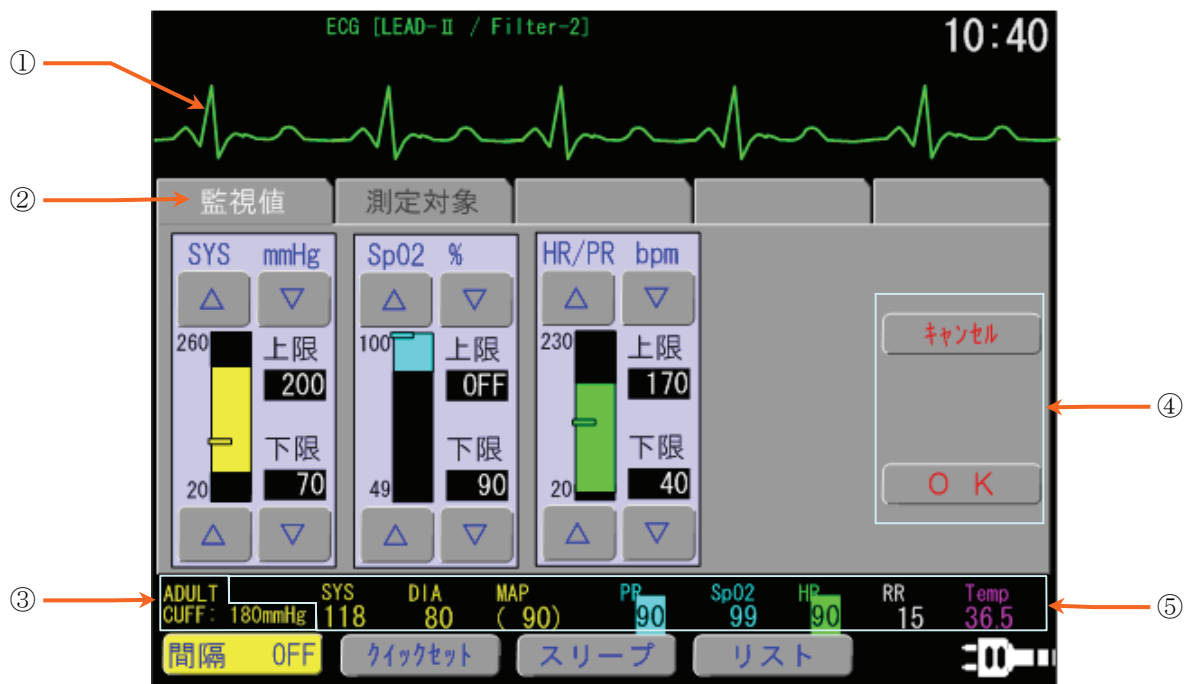 ECG [LEAD-Ⅱ / Filter-2]
10:40
①
②
監視値
測定対象
SYS mmHg
SpO2 %
HR/PR bpm
△ ▽
△ ▽
△ ▽
260
上限
200
下限
70
20
100
上限
OFF
下限
90
49
230
上限
170
下限
40
20
△ ▽
△ ▽
△ ▽
キャンセル
OK
④
③
ADULT
CUFF: 180mmHg
SYS
118
DIA
80
MAP
( 90)
PR
90
SpO2
99
HR
90
RR
15
Temp
36.5
⑤
間隔 OFF
クイックセット
スリープ
リスト